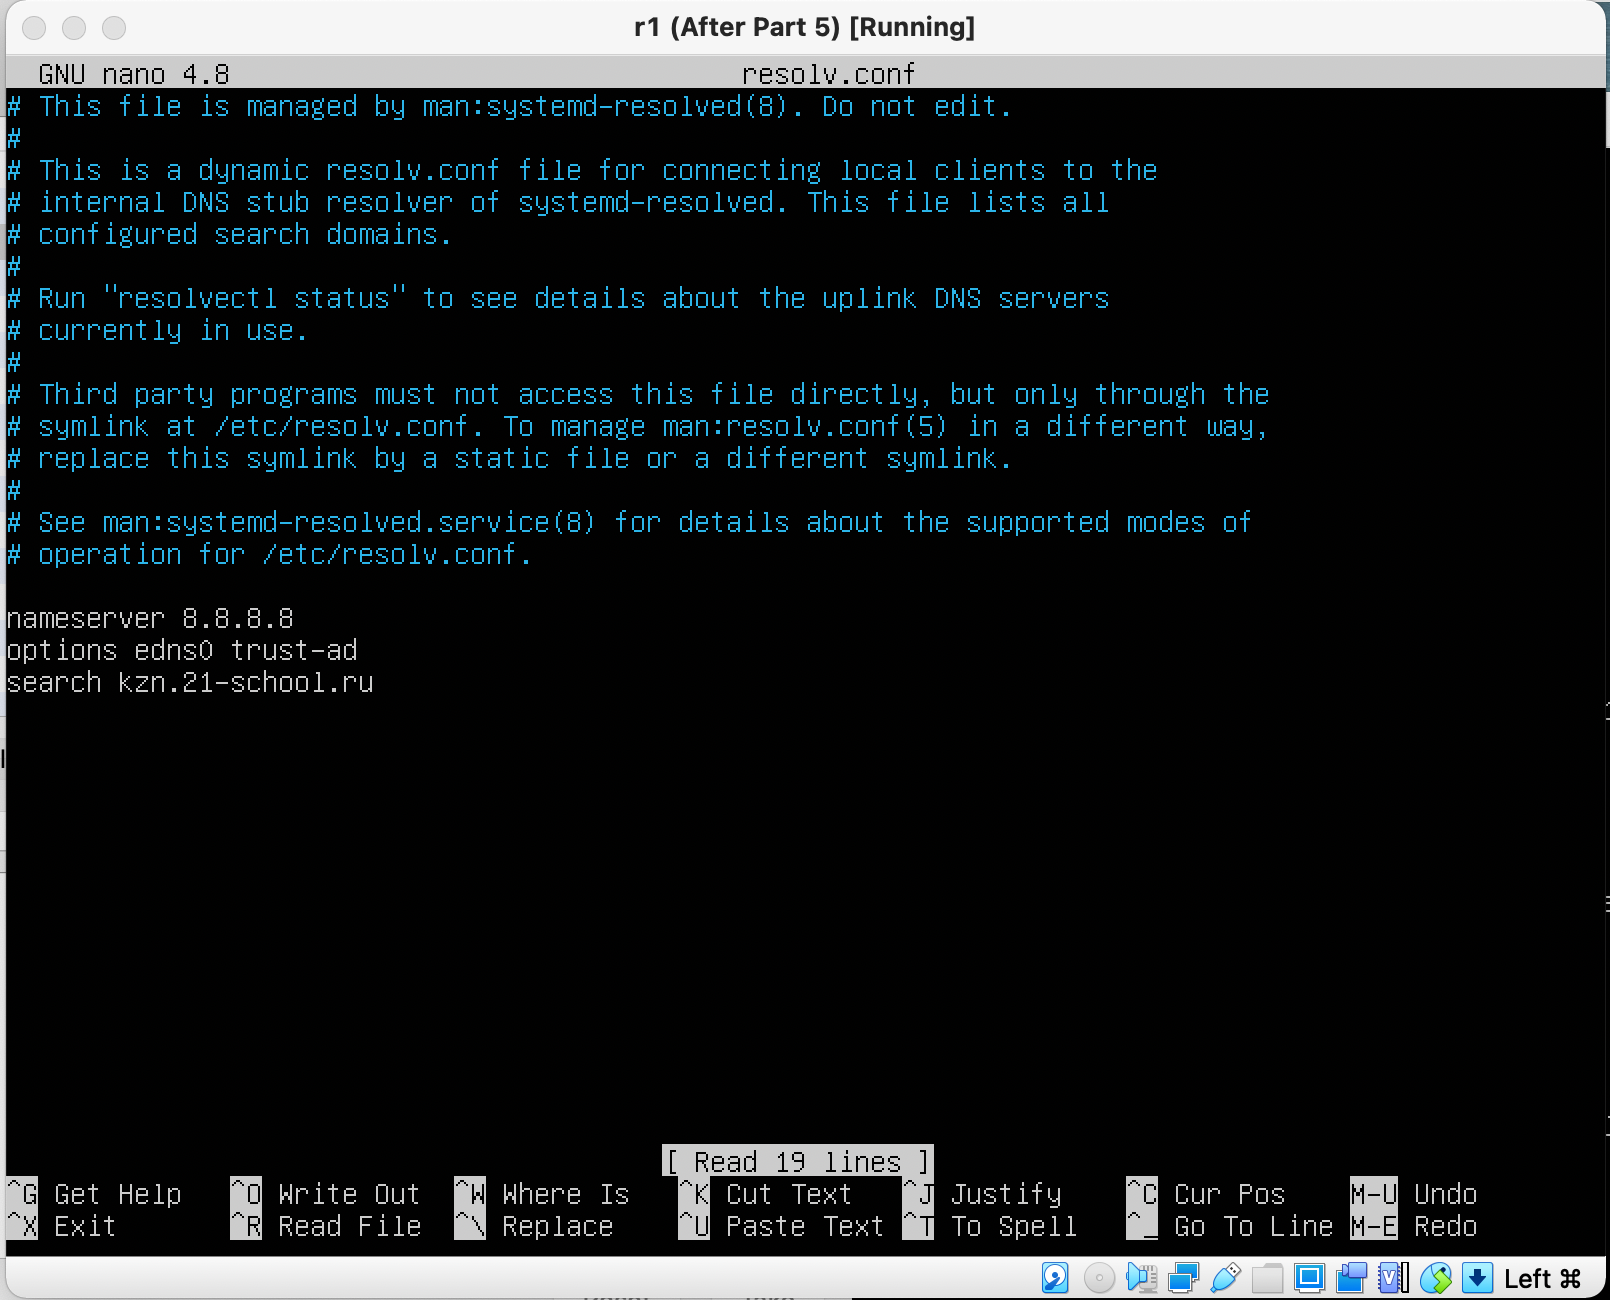 r1 (After Part 5) [Running]
GNU nano 4.8 resolv.conf
# This file is managed by man:systemd-resolved(8). Do not edit.
#
# This is a dynamic resolv.conf file for connecting local clients to the
# internal DNS stub resolver of systemd-resolved. This file lists all
# configured search domains.
#
# Run "resolvectl status" to see details about the uplink DNS servers
# currently in use.
#
# Third party programs must not access this file directly, but only through the
# symlink at /etc/resolv.conf. To manage man:resolv.conf(5) in a different way,
# replace this symlink by a static file or a different symlink.
#
# See man:systemd-resolved.service(8) for details about the supported modes of
# operation for /etc/resolv.conf.
nameserver 8.8.8.8
options edns0 trust-ad
search kzn.21-school.ru
[ Read 19 lines ]
^G Get Help ^O Write Out ^W Where Is ^K Cut Text ^J Justify ^C Cur Pos M-U Undo
^X Exit ^R Read File ^\ Replace ^U Paste Text ^T To Spell ^_ Go To Line M-E Redo
Left ⌘